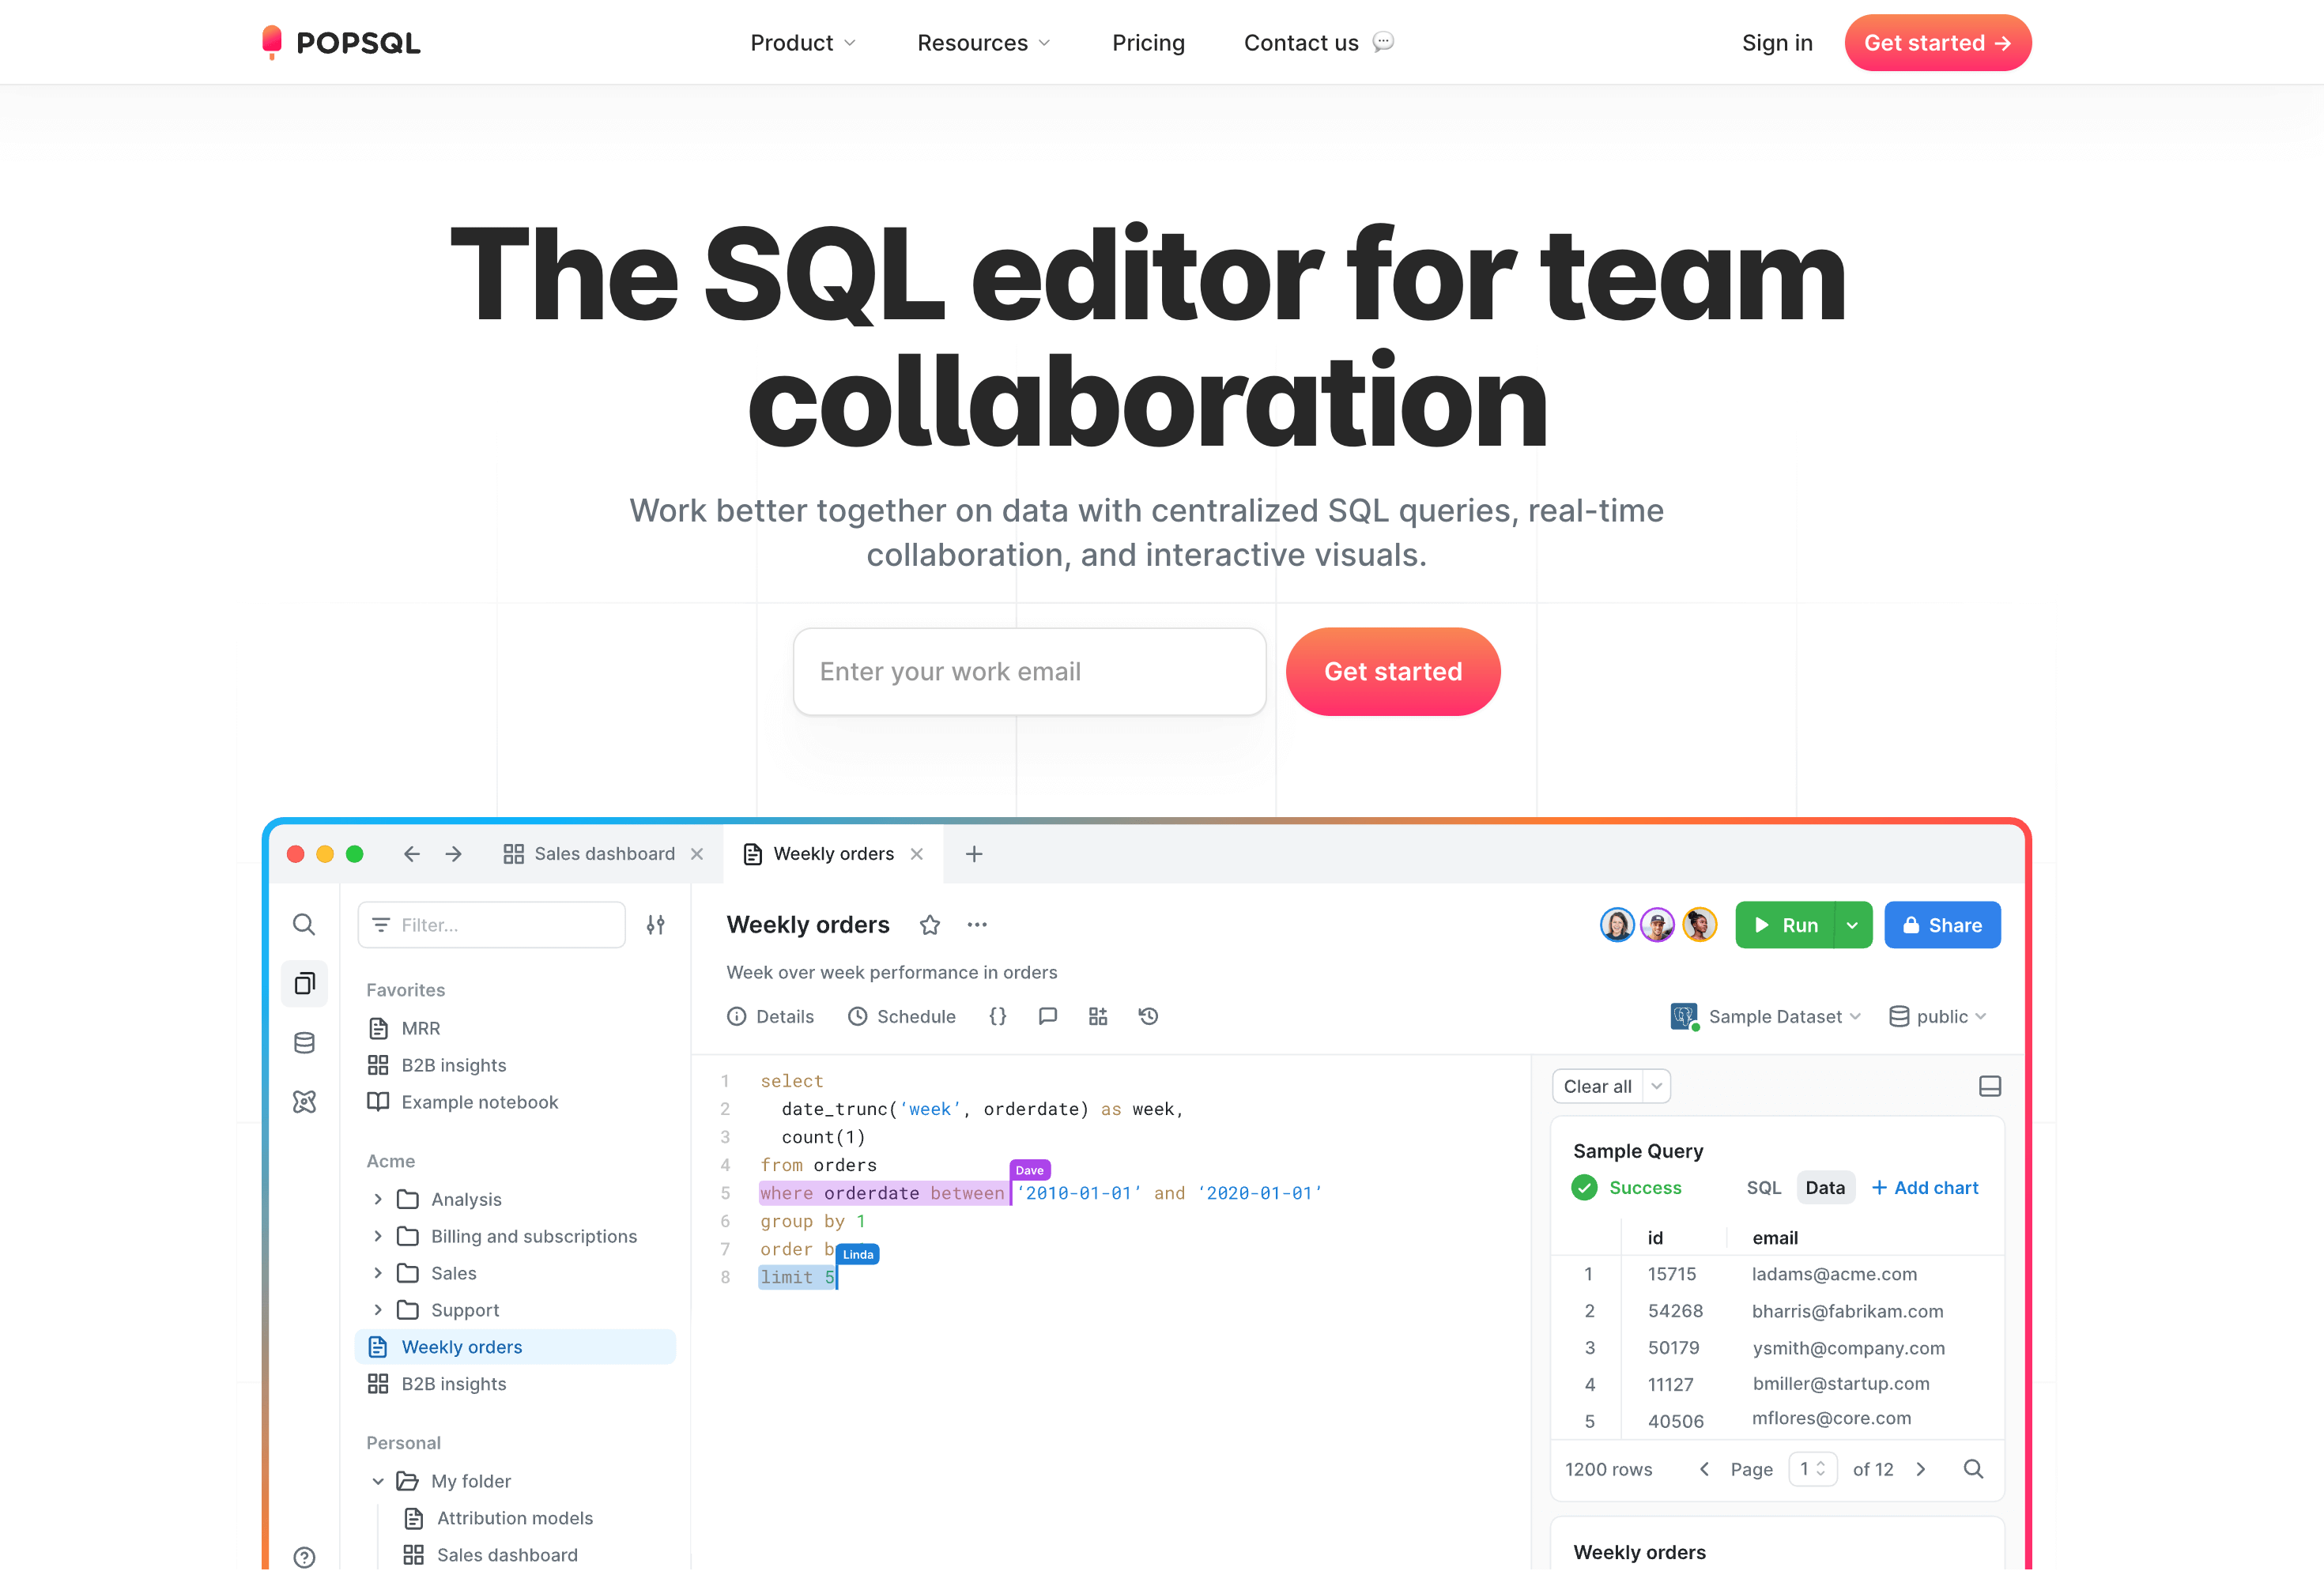 POPSQL
Product
Resources
Pricing
Contact us
Sign in
Get started →
The SQL editor for team
collaboration
Work better together on data with centralized SQL queries, real-time
collaboration, and interactive visuals.
Enter your work email
Get started
Sales dashboard
Weekly orders
Filter...
Favorites
MRR
B2B insights
Example notebook
Acme
Analysis
Billing and subscriptions
Sales
Support
Weekly orders
B2B insights
Personal
My folder
Attribution models
Sales dashboard
Weekly orders
Run
Share
Week over week performance in orders
Details
Schedule
{}
Sample Dataset
public
1 select
2 date_trunc(‘week’, orderdate) as week,
3 count(1)
4 from orders
Dave
5 where orderdate between ‘2010-01-01’ and ‘2020-01-01’
6 group by 1
7 order b
Linda
8 limit 5
Clear all
Sample Query
Success
SQL
Data
+ Add chart
id email
1 15715 ladams@acme.com
2 54268 bharris@fabrikam.com
3 50179 ysmith@company.com
4 11127 bmiller@startup.com
5 40506 mflores@core.com
1200 rows
Page 1 of 12
Weekly orders